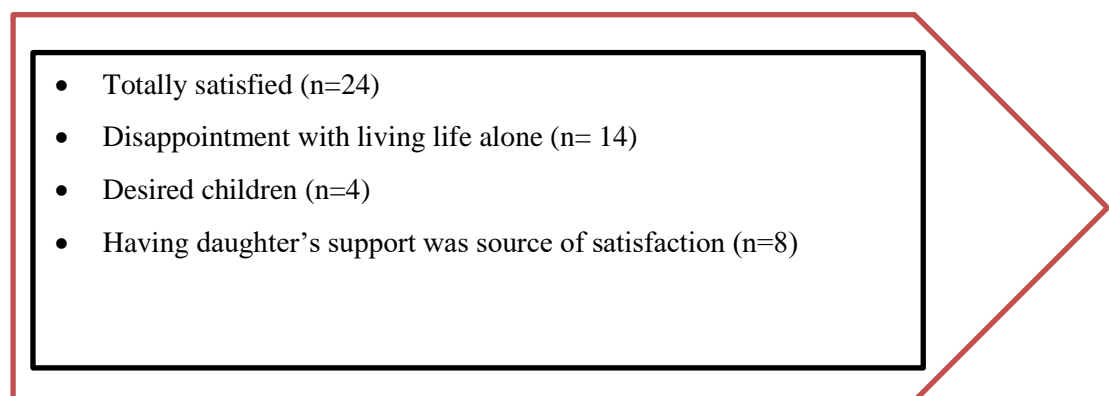 • Totally satisfied (n=24)
• Disappointment with living life alone (n= 14)
• Desired children (n=4)
• Having daughter’s support was source of satisfaction (n=8)